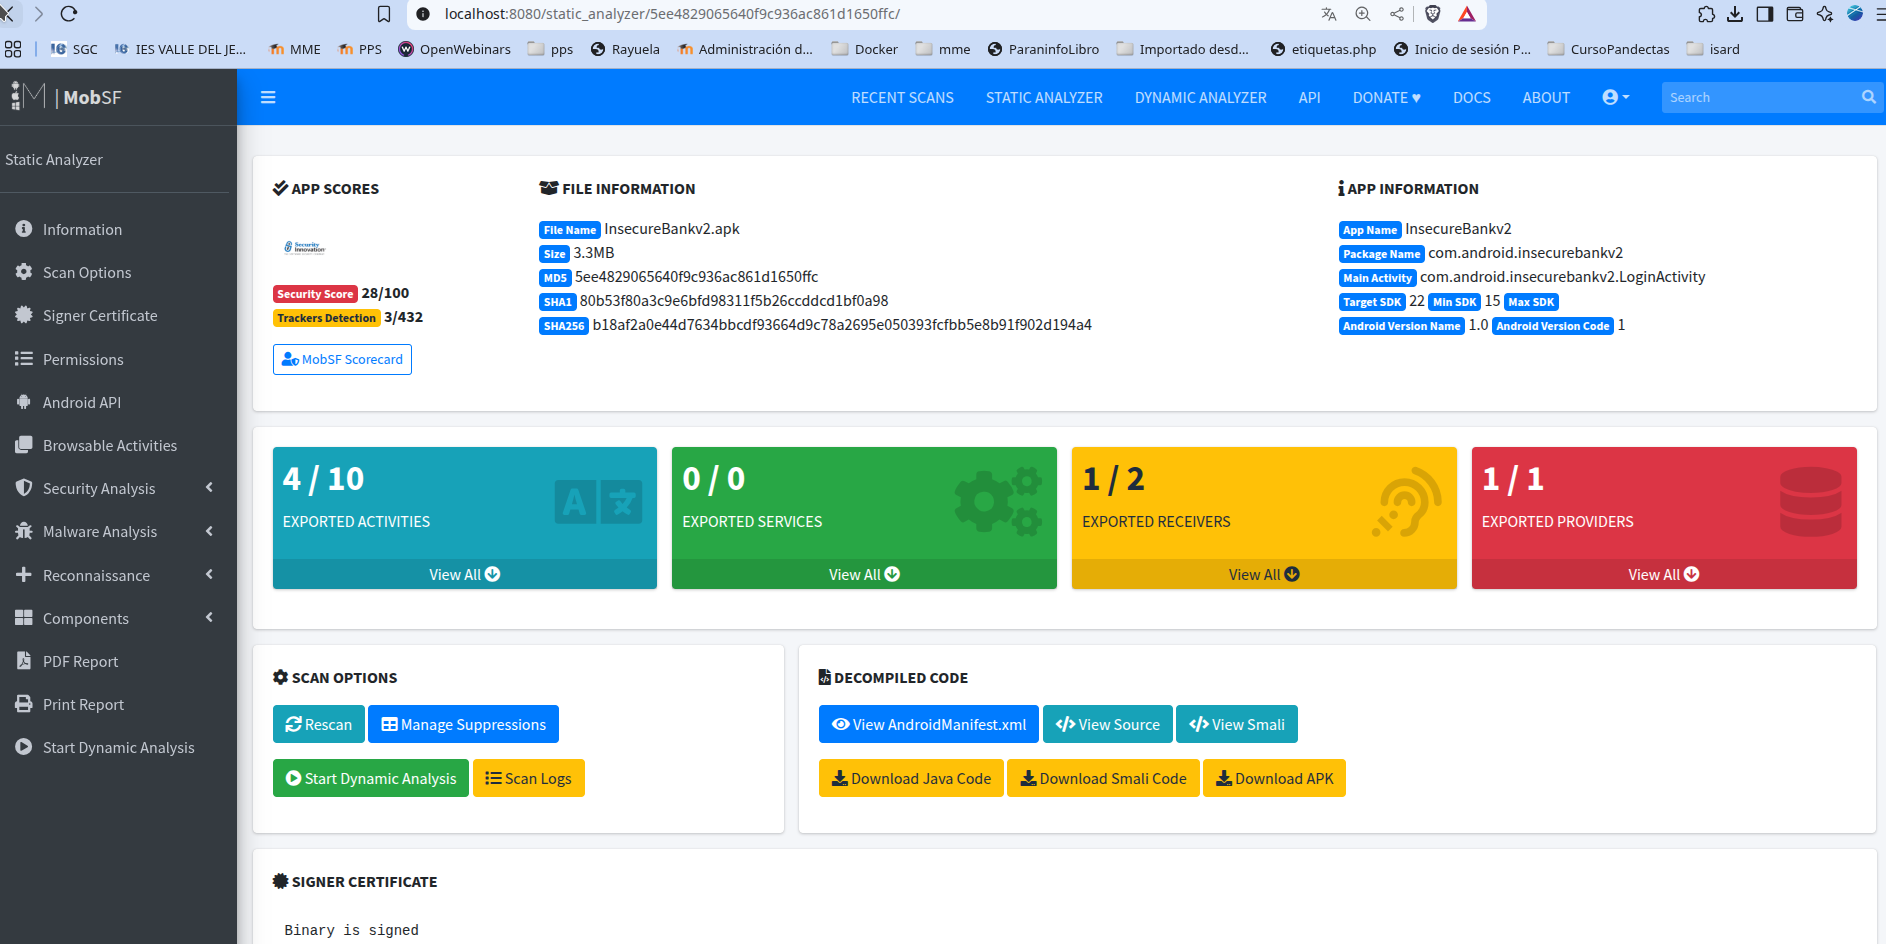 localhost:8080/static_analyzer/5ee4829065640f9c936ac861d1650ffc/
SGC IES VALLE DEL JE... MME PPS OpenWebinars pps Rayuela Administración d... Docker mme ParaninfoLibro Importado desd... etiquetas.php Inicio de sesión P... CursoPandectas isard
MobSF
RECENT SCANS STATIC ANALYZER DYNAMIC ANALYZER API DONATE ♥ DOCS ABOUT Search
Static Analyzer
Information
Scan Options
Signer Certificate
Permissions
Android API
Browsable Activities
Security Analysis
Malware Analysis
Reconnaissance
Components
PDF Report
Print Report
Start Dynamic Analysis
APP SCORES
Security Innovation
Security Score 28/100
Trackers Detection 3/432
MobSF Scorecard
FILE INFORMATION
File Name InsecureBankv2.apk
Size 3.3MB
MD5 5ee4829065640f9c936ac861d1650ffc
SHA1 80b53f80a3c9e6bfd98311f5b26ccddcd1bf0a98
SHA256 b18af2a0e44d7634bbcdf93664d9c78a2695e050393fcfbb5e8b91f902d194a4
APP INFORMATION
App Name InsecureBankv2
Package Name com.android.insecurebankv2
Main Activity com.android.insecurebankv2.LoginActivity
Target SDK 22 Min SDK 15 Max SDK
Android Version Name 1.0 Android Version Code 1
4 / 10
EXPORTED ACTIVITIES
View All
0 / 0
EXPORTED SERVICES
View All
1 / 2
EXPORTED RECEIVERS
View All
1 / 1
EXPORTED PROVIDERS
View All
SCAN OPTIONS
Rescan Manage Suppressions
Start Dynamic Analysis Scan Logs
DECOMPILED CODE
View AndroidManifest.xml View Source View Smali
Download Java Code Download Smali Code Download APK
SIGNER CERTIFICATE
Binary is signed